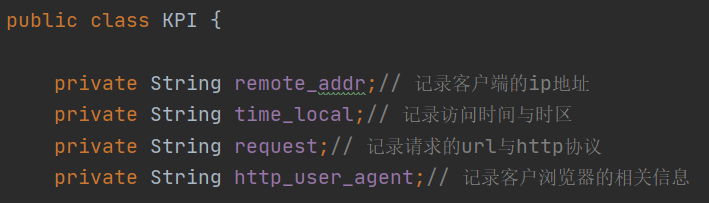 public class KPI {
private String remote_addr;// 记录客户端的ip地址
private String time_local;// 记录访问时间与时区
private String request;// 记录请求的url与http协议
private String http_user_agent;// 记录客户浏览器的相关信息